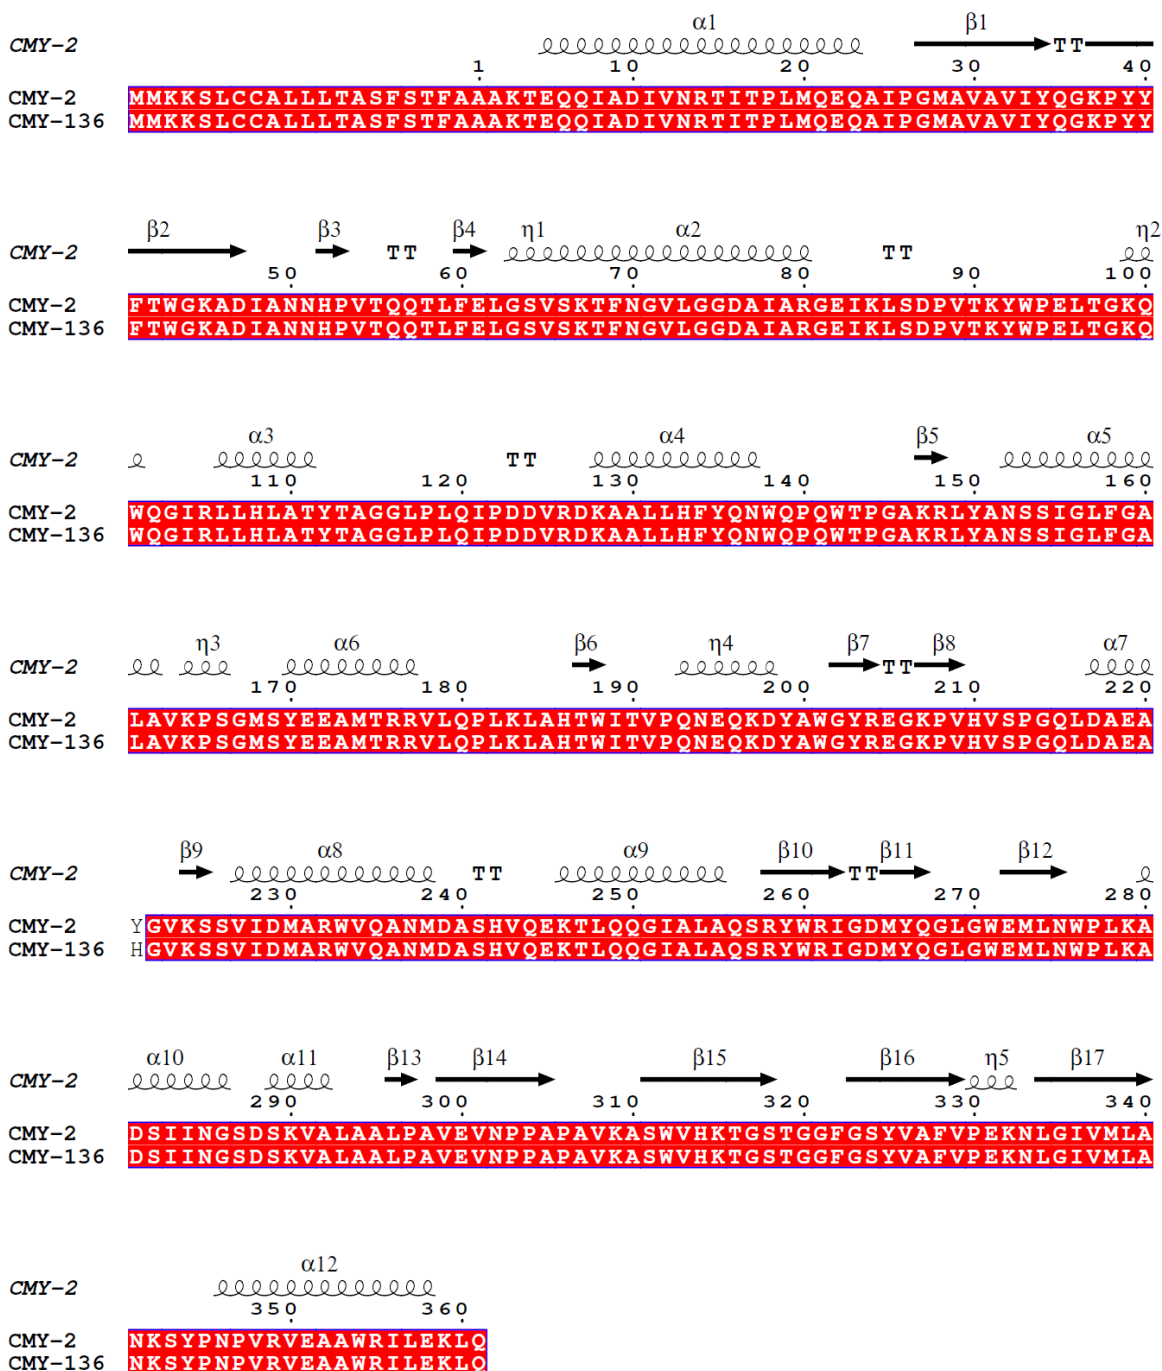 α1 β1
CMY-2 TT
1 10 20 30 40
CMY-2 MMKKSLCCALLLTASFSTFAAAKTEQQIADIVNRTITPLMQEQAIPGMAVAVIYQGKPYY
CMY-136 MMKKSLCCALLLTASFSTFAAAKTEQQIADIVNRTITPLMQEQAIPGMAVAVIYQGKPYY
β2 β3 β4 η1 α2 η2
CMY-2 TT TT
50 60 70 80 90 100
CMY-2 FTWGKADIANNHPVTQQTLFELGSVSKTFNGVLGGDAIARGEIKLSDPVTKYWPELTGKQ
CMY-136 FTWGKADIANNHPVTQQTLFELGSVSKTFNGVLGGDAIARGEIKLSDPVTKYWPELTGKQ
α3 α4 β5 α5
CMY-2 TT
110 120 130 140 150 160
CMY-2 WQGIRLLHLATYTAGGLPLQIPDDVRDKAALLHFYQNWQPQWTPGAKRLYANSSIGLFGA
CMY-136 WQGIRLLHLATYTAGGLPLQIPDDVRDKAALLHFYQNWQPQWTPGAKRLYANSSIGLFGA
η3 α6 β6 η4 β7 β8 α7
CMY-2 TT
170 180 190 200 210 220
CMY-2 LAVKPSGMSYEEAMTRRVLQPLKLAHTWITVPQNEQKDYAWGYREGKPVHVSPGQLDAEA
CMY-136 LAVKPSGMSYEEAMTRRVLQPLKLAHTWITVPQNEQKDYAWGYREGKPVHVSPGQLDAEA
β9 α8 α9 β10 β11 β12
CMY-2 TT TT
230 240 250 260 270 280
CMY-2 YGVKSSVIDMARWVQANMDASHVQEKTLQQGIALAQSRYWRIGDMYQGLGWEMLNWPLKA
CMY-136 HGVKSSVIDMARWVQANMDASHVQEKTLQQGIALAQSRYWRIGDMYQGLGWEMLNWPLKA
α10 α11 β13 β14 β15 β16 η5 β17
CMY-2
290 300 310 320 330 340
CMY-2 DSIINGSDSKVALAALPAVEVNPPAPAVKASWVHKTGSTGGFGSYVAFVPEKNLGIVMLA
CMY-136 DSIINGSDSKVALAALPAVEVNPPAPAVKASWVHKTGSTGGFGSYVAFVPEKNLGIVMLA
α12
CMY-2
350 360
CMY-2 NKSYPNPVRVEAAWRILEKLQ
CMY-136 NKSYPNPVRVEAAWRILEKLQ